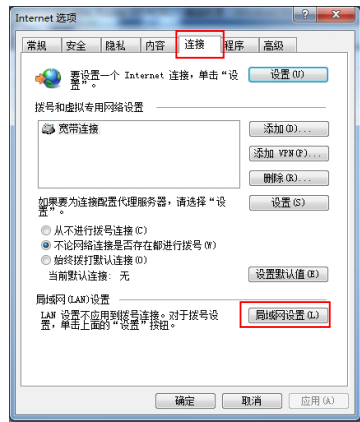 Internet 选项
常规 安全 隐私 内容 连接 程序 高级
要设置一个 Internet 连接，单击“设置”。
设置(U)
拨号和虚拟专用网络设置
宽带连接
添加(D)...
添加 VPN(P)...
删除(R)...
如果要为连接配置代理服务器，请选择“设置”。
设置(S)
从不进行拨号连接(C)
不论网络连接是否存在都进行拨号(W)
始终拨打默认连接(O)
当前默认连接: 无
设置默认值(E)
局域网(LAN)设置
LAN 设置不应用到拨号连接。对于拨号设置，单击上面的“设置”按钮。
局域网设置(L)
确定 取消 应用(A)